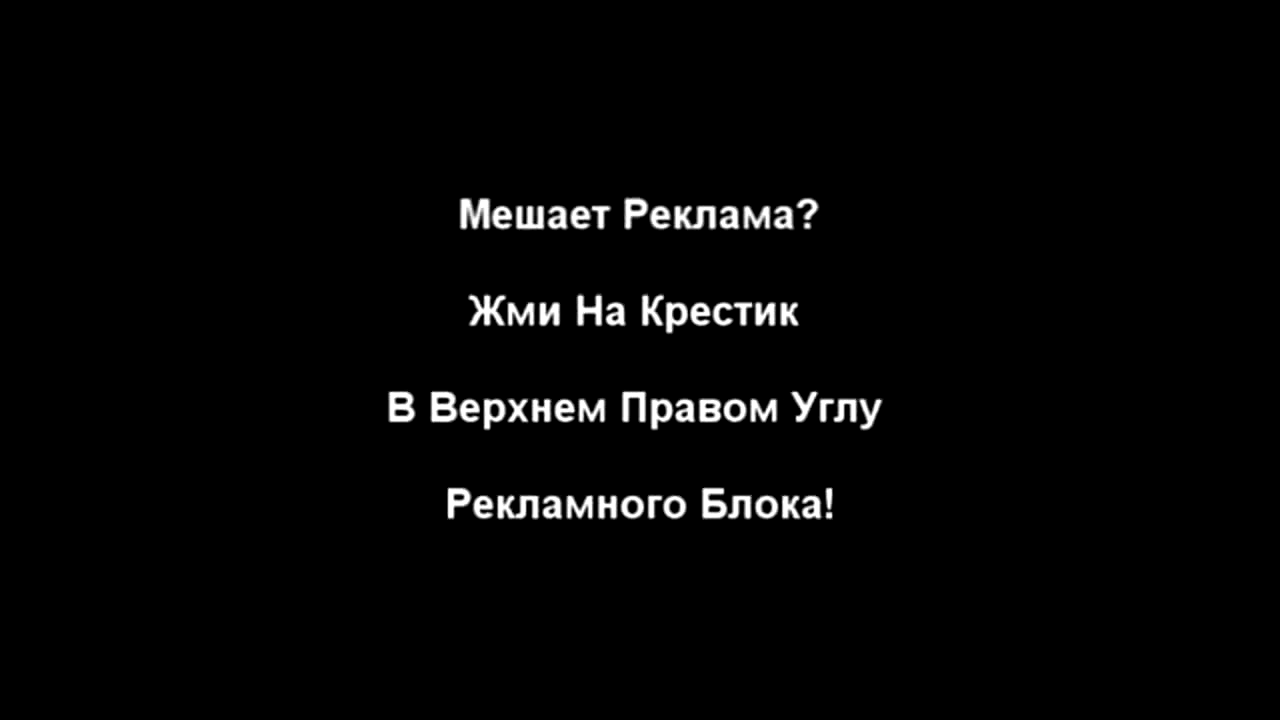 Мешает Реклама?
Жми На Крестик
В Верхнем Правом Углу
Рекламного Блока!